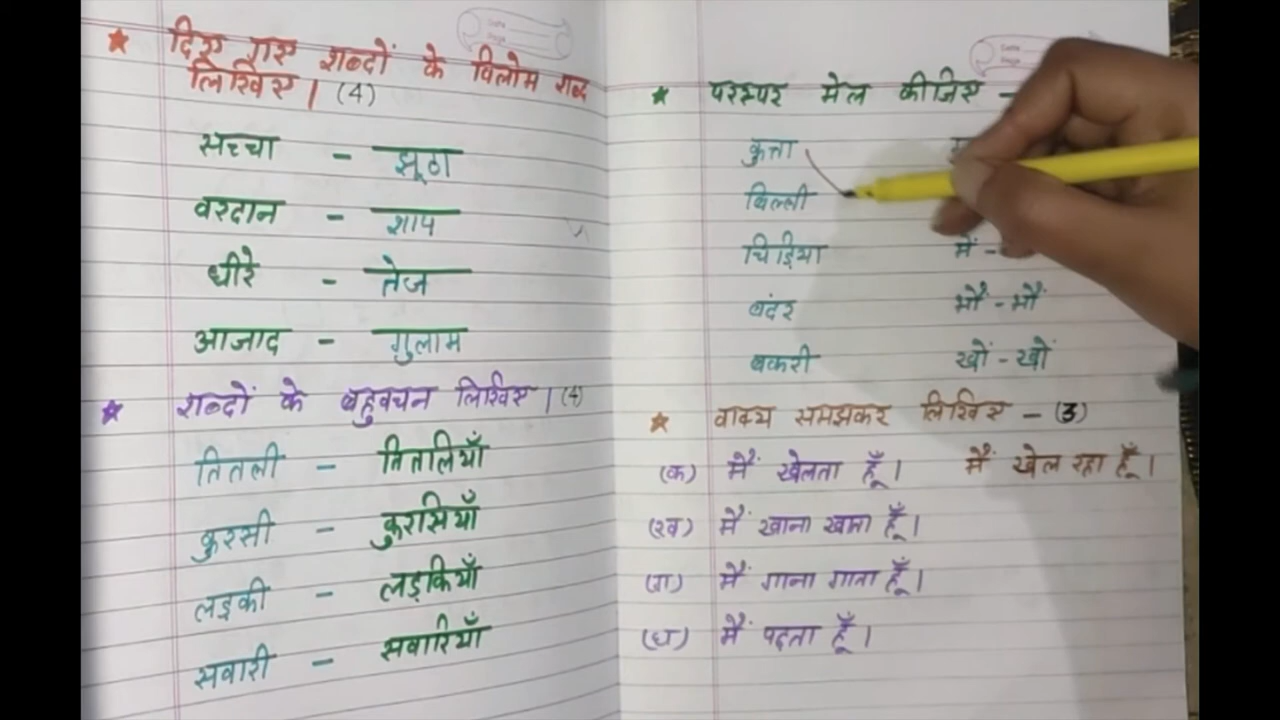 ★ दिए गए शब्दों के विलोम शब्द
लिखिए। (4)
सच्चा - झूठा
वरदान - शाप
धीरे - तेज
आजाद - गुलाम
★ शब्दों के बहुवचन लिखिए। (4)
तितली - तितलियाँ
कुरसी - कुरसियाँ
लड़की - लड़कियाँ
सवारी - सवारियाँ
★ परस्पर मेल कीजिए -
कुत्ता
बिल्ली
चिड़िया में -
बंदर भौं - भौं
बकरी खों - खों
★ वाक्य समझकर लिखिए - (3)
(क) मैं खेलता हूँ। मैं खेल रहा हूँ।
(ख) मैं खाना खाता हूँ।
(ग) मैं गाना गाता हूँ।
(घ) मैं पढ़ता हूँ।